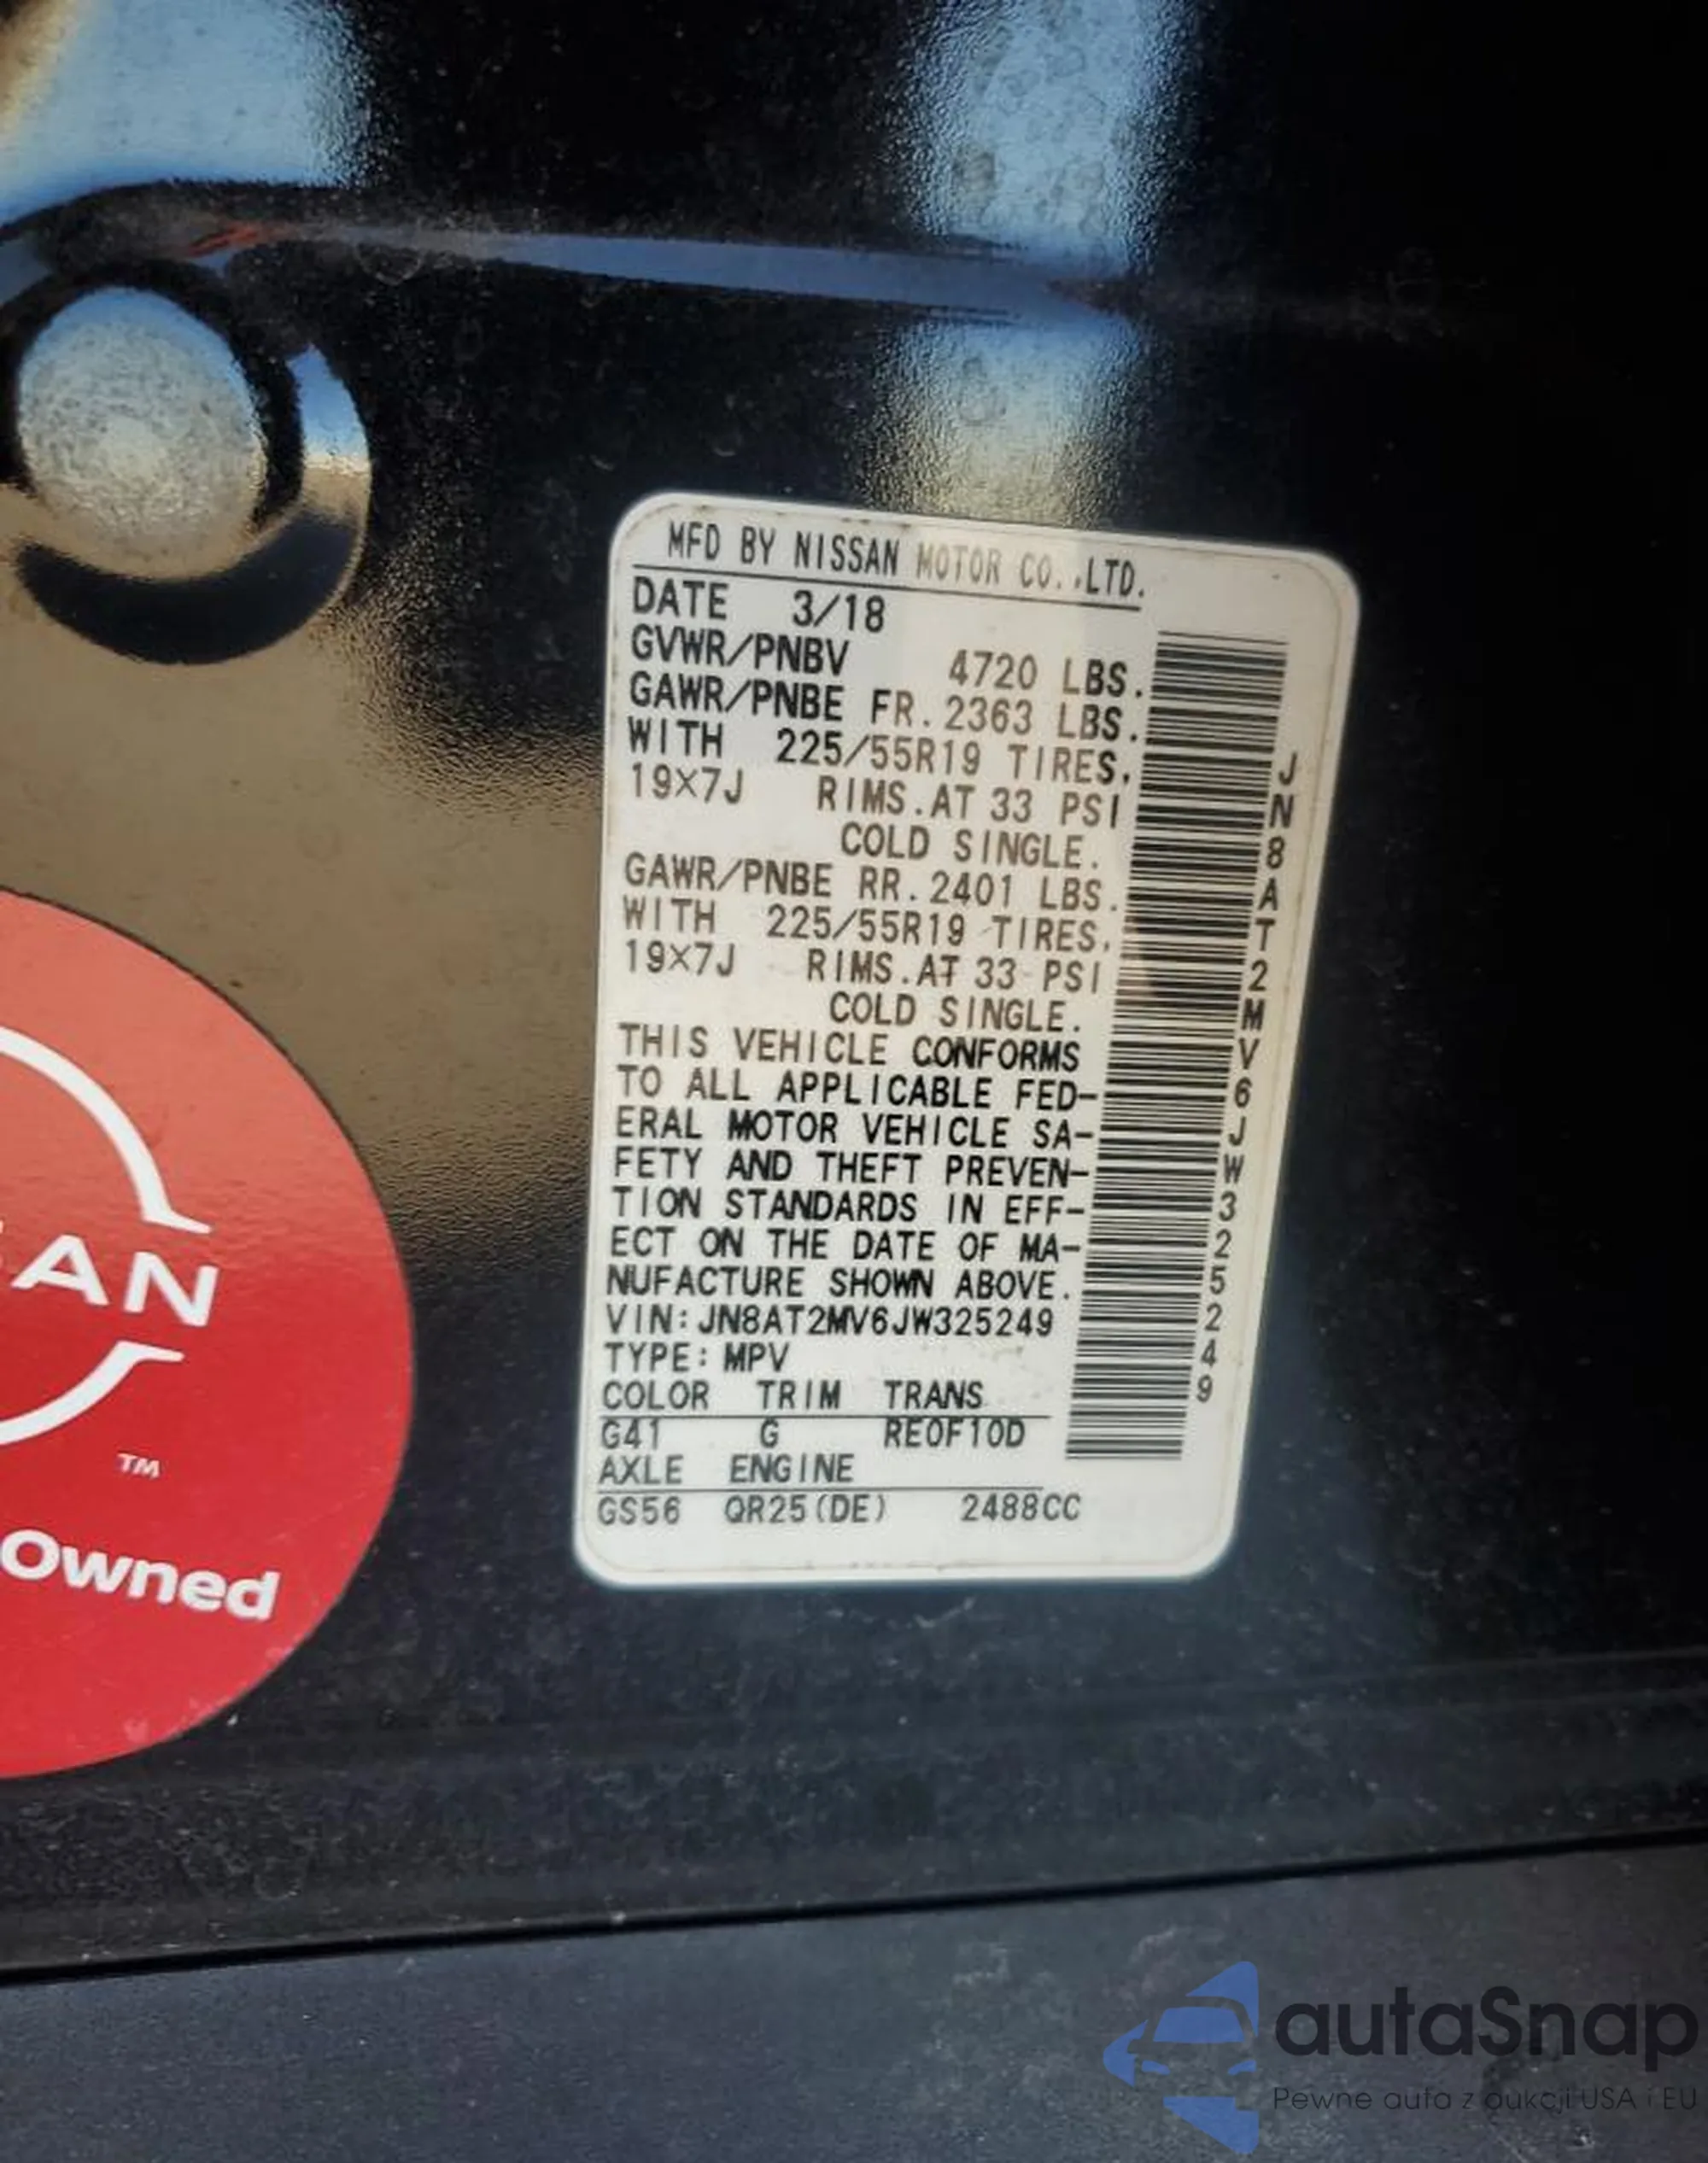 MFD BY NISSAN MOTOR CO.,LTD.
DATE 3/18
GVWR/PNBV 4720 LBS.
GAWR/PNBE FR. 2363 LBS.
WITH 225/55R19 TIRES,
19X7J RIMS.AT 33 PSI
COLD SINGLE.
GAWR/PNBE RR. 2401 LBS.
WITH 225/55R19 TIRES,
19X7J RIMS.AT 33 PSI
COLD SINGLE.
THIS VEHICLE CONFORMS
TO ALL APPLICABLE FED-
ERAL MOTOR VEHICLE SA-
FETY AND THEFT PREVEN-
TION STANDARDS IN EFF-
ECT ON THE DATE OF MA-
NUFACTURE SHOWN ABOVE.
VIN:JN8AT2MV6JW325249
TYPE:MPV
COLOR TRIM TRANS
G41 G RE0F10D
AXLE ENGINE
GS56 QR25(DE) 2488CC
JN8AT2MV6JW325249
SAN
TM
Owned
autaSnap
Pewne auta z aukcji USA i EU